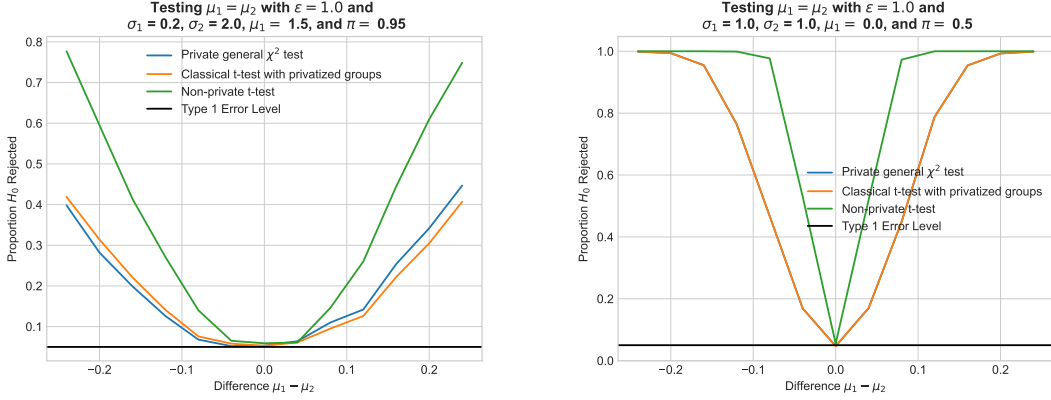 Testing μ₁ = μ₂ with ε = 1.0 and
σ₁ = 0.2, σ₂ = 2.0, μ₁ = 1.5, and π = 0.95
Proportion H₀ Rejected
0.8
0.7
0.6
0.5
0.4
0.3
0.2
0.1
Private general χ² test
Classical t-test with privatized groups
Non-private t-test
Type 1 Error Level
−0.2
−0.1
0.0
0.1
0.2
Difference μ₁ − μ₂
Testing μ₁ = μ₂ with ε = 1.0 and
σ₁ = 1.0, σ₂ = 1.0, μ₁ = 0.0, and π = 0.5
Proportion H₀ Rejected
1.0
0.8
0.6
0.4
0.2
0.0
Private general χ² test
Classical t-test with privatized groups
Non-private t-test
Type 1 Error Level
−0.2
−0.1
0.0
0.1
0.2
Difference μ₁ − μ₂